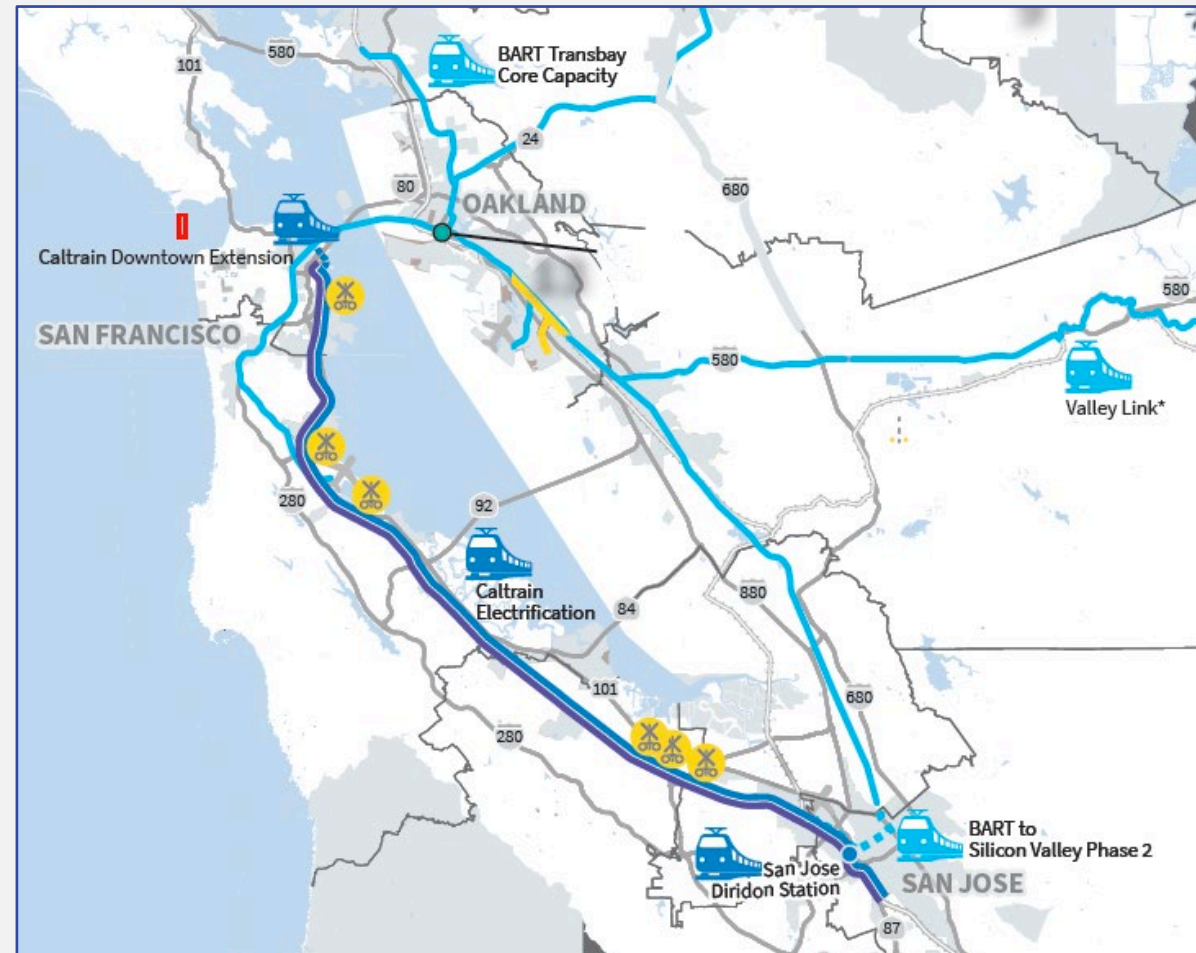 580
101
BART Transbay
Core Capacity
24
80
OAKLAND
680
Caltrain Downtown Extension
580
SAN FRANCISCO
580
Valley Link*
280
92
Caltrain
Electrification
84
880
101
680
280
BART to
Silicon Valley Phase 2
San Jose
Diridon Station
SAN JOSE
87